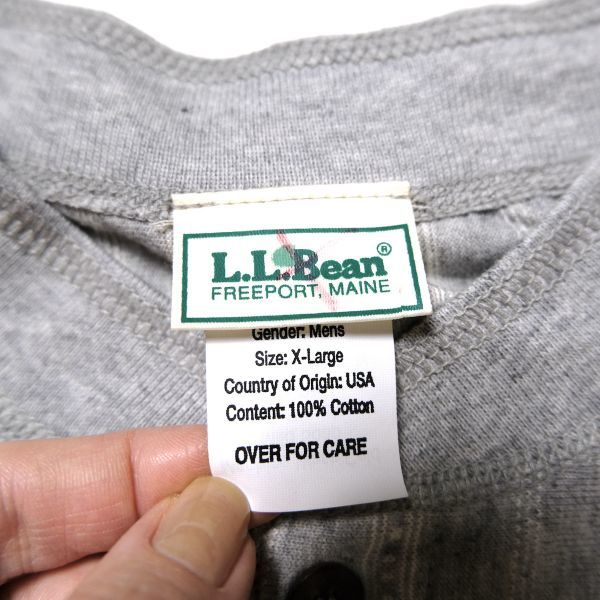 L.L.Bean®
FREEPORT, MAINE
Gender: Mens
Size: X-Large
Country of Origin: USA
Content: 100% Cotton
OVER FOR CARE